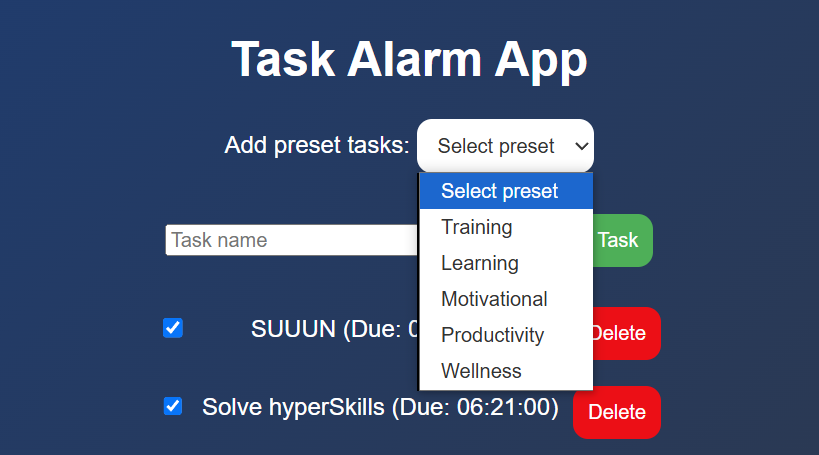 Task Alarm App
Add preset tasks: Select preset
Select preset
Training
Learning
Motivational
Productivity
Wellness
Task name
Task
SUUUN (Due: 0
Delete
Solve hyperSkills (Due: 06:21:00) Delete